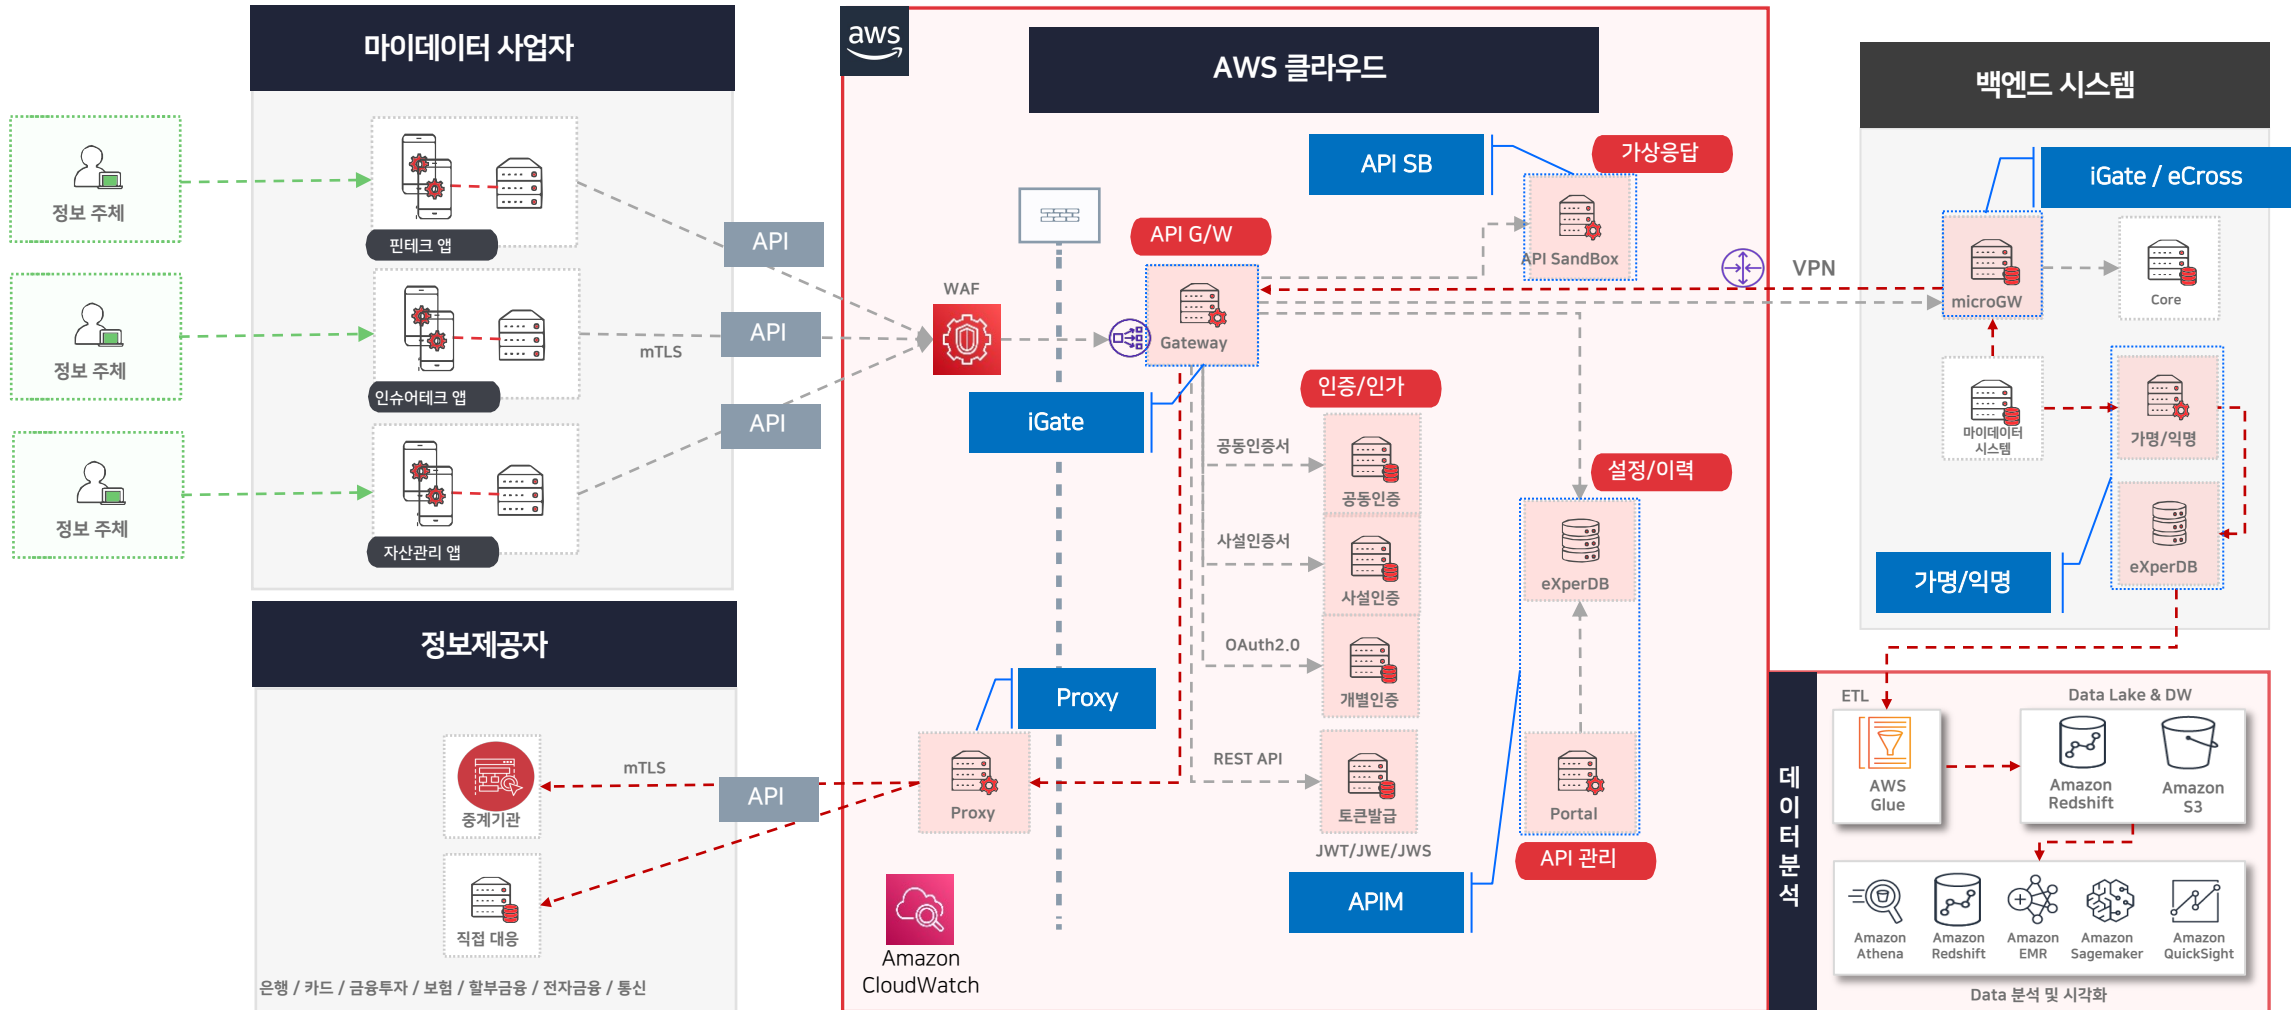 마이데이터 사업자
정보 주체
정보 주체
정보 주체
핀테크 앱
인슈어테크 앱
자산관리 앱
mTLS
API
API
API
정보제공자
중계기관
직접 대응
mTLS
API
은행 / 카드 / 금융투자 / 보험 / 할부금융 / 전자금융 / 통신
aws
AWS 클라우드
API SB
가상응답
API SandBox
API G/W
WAF
Gateway
iGate
인증/인가
공동인증서
공동인증
사설인증서
사설인증
OAuth2.0
개별인증
REST API
토큰발급
JWT/JWE/JWS
설정/이력
eXperDB
Portal
API 관리
APIM
Proxy
Proxy
Amazon
CloudWatch
VPN
백엔드 시스템
iGate / eCross
microGW
Core
마이데이터
시스템
가명/익명
eXperDB
가명/익명
데
이
터
분
석
ETL
Data Lake & DW
AWS
Glue
Amazon
Redshift
Amazon
S3
Amazon
Athena
Amazon
Redshift
Amazon
EMR
Amazon
Sagemaker
Amazon
QuickSight
Data 분석 및 시각화